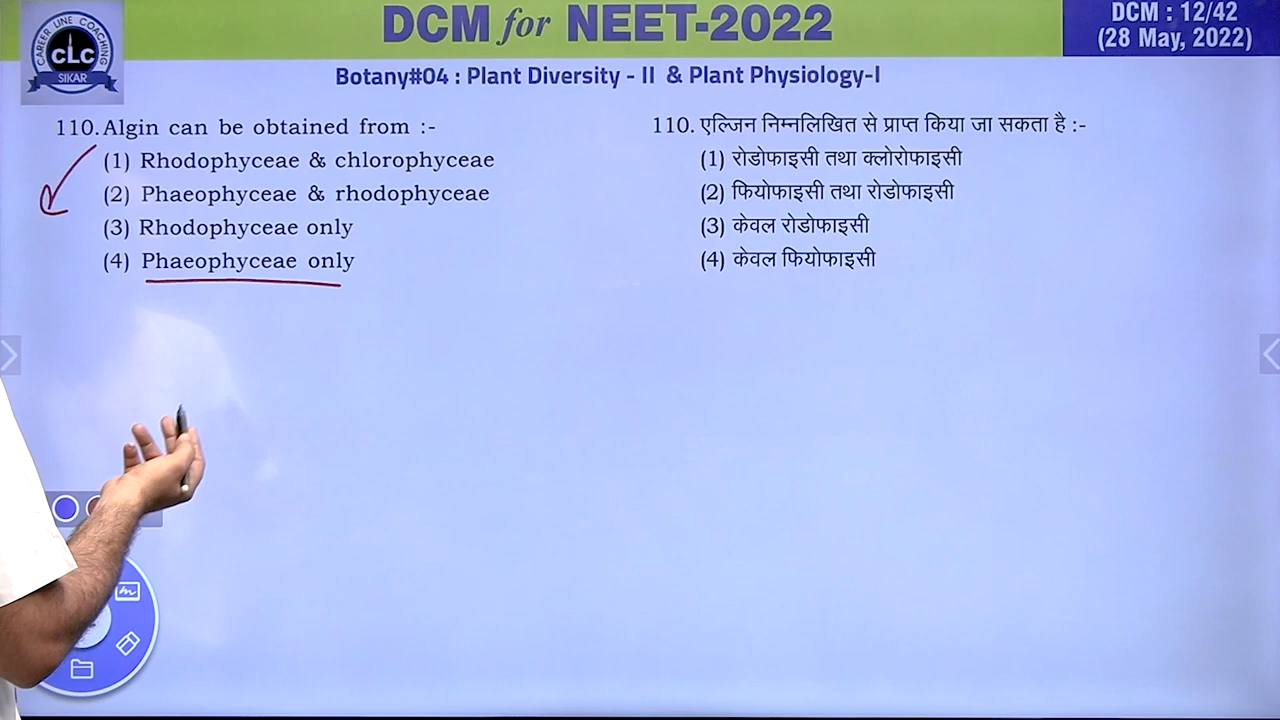 DCM for NEET-2022
DCM : 12/42
(28 May, 2022)
CAREER LINE COACHING
CLC
SIKAR
Botany#04 : Plant Diversity - II & Plant Physiology-I
110. Algin can be obtained from :-
(1) Rhodophyceae & chlorophyceae
(2) Phaeophyceae & rhodophyceae
(3) Rhodophyceae only
(4) Phaeophyceae only
110. एल्जिन निम्नलिखित से प्राप्त किया जा सकता है :-
(1) रोडोफाइसी तथा क्लोरोफाइसी
(2) फियोफाइसी तथा रोडोफाइसी
(3) केवल रोडोफाइसी
(4) केवल फियोफाइसी